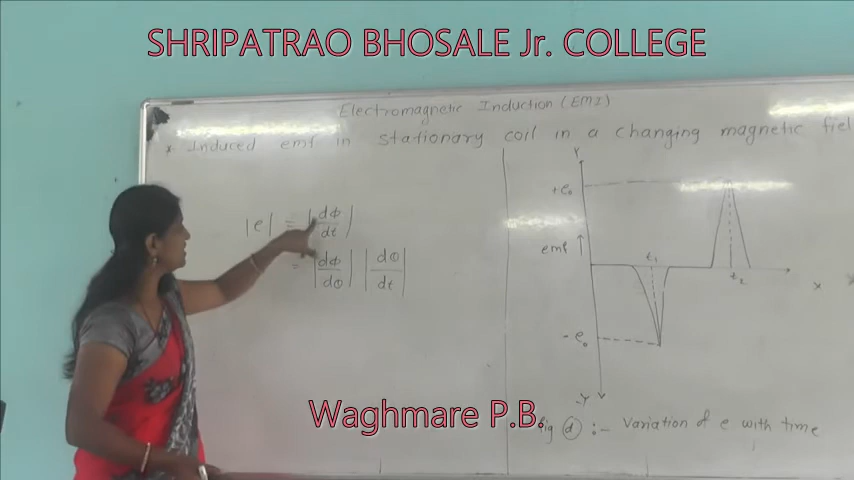 SHRIPATRAO BHOSALE Jr. COLLEGE
Electromagnetic Induction (EMI)
* Induced emf in stationary coil in a changing magnetic fiel
|e| = |dφ/dt|
= |dφ/dθ| |dθ/dt|
Y
+e₀
emf ↑
t₁
t₂
x
-e₀
-Y
fig (d) :- Variation of e with time
Waghmare P.B.